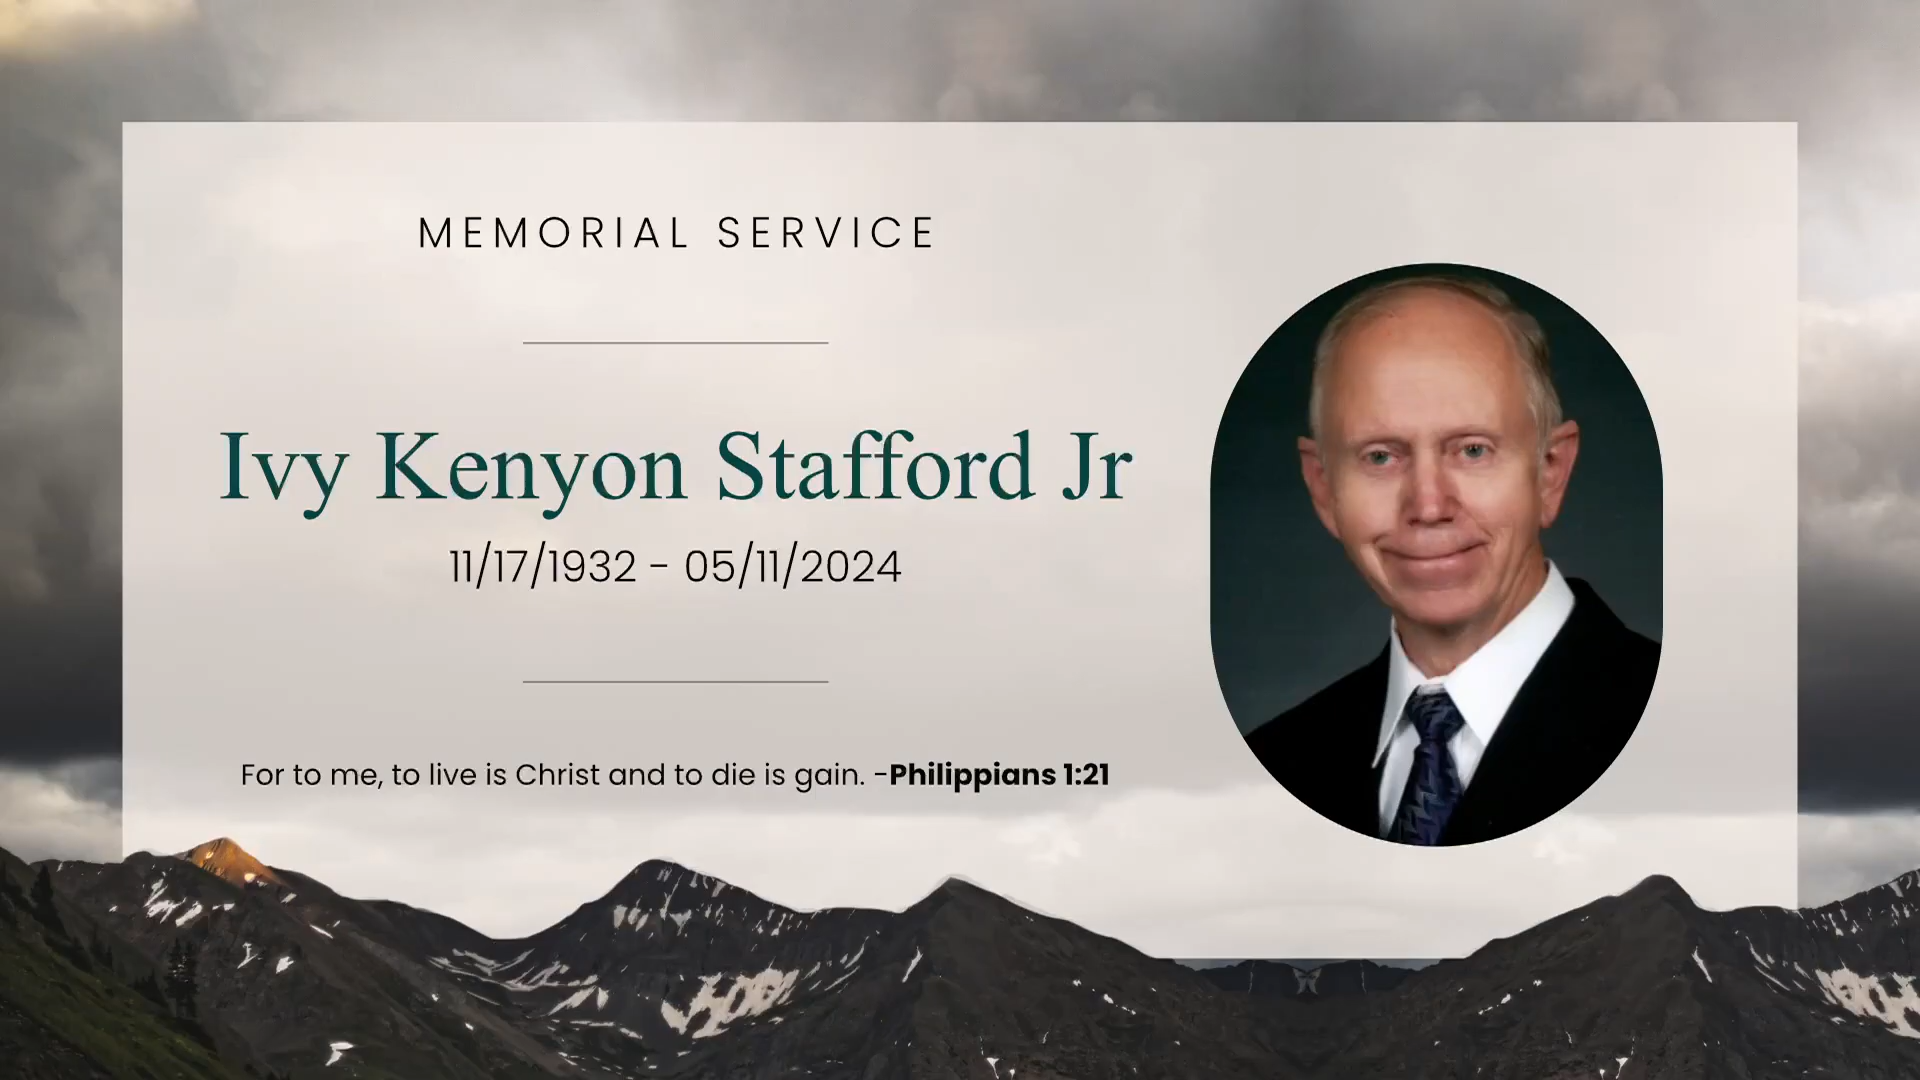 MEMORIAL SERVICE
Ivy Kenyon Stafford Jr
11/17/1932 - 05/11/2024
For to me, to live is Christ and to die is gain. -Philippians 1:21